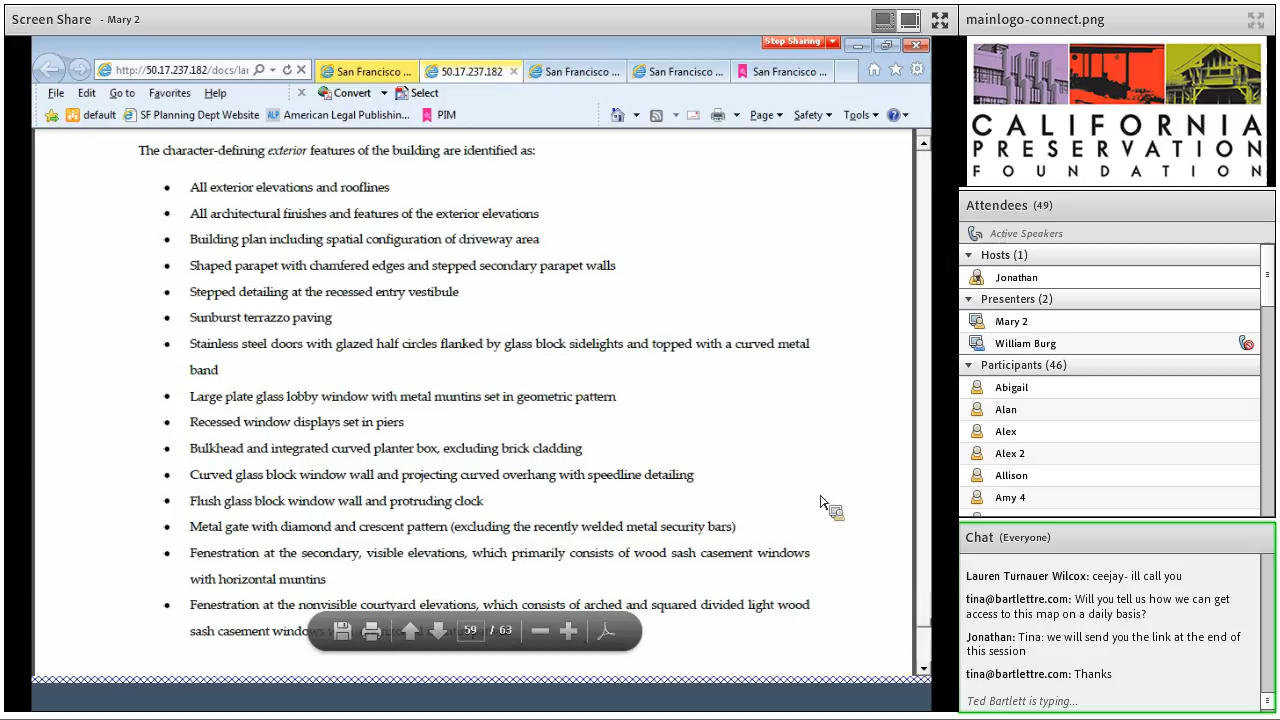 Screen Share - Mary 2
mainlogo-connect.png
Stop Sharing
http://50.17.237.182/docs/la
San Francisco ...
50.17.237.182
San Francisco ...
San Francisco ...
San Francisco ...
File Edit Go to Favorites Help
Convert Select
default SF Planning Dept Website American Legal Publishin... PIM
Page Safety Tools
The character-defining exterior features of the building are identified as:
• All exterior elevations and rooflines
• All architectural finishes and features of the exterior elevations
• Building plan including spatial configuration of driveway area
• Shaped parapet with chamfered edges and stepped secondary parapet walls
• Stepped detailing at the recessed entry vestibule
• Sunburst terrazzo paving
• Stainless steel doors with glazed half circles flanked by glass block sidelights and topped with a curved metal
band
• Large plate glass lobby window with metal muntins set in geometric pattern
• Recessed window displays set in piers
• Bulkhead and integrated curved planter box, excluding brick cladding
• Curved glass block window wall and projecting curved overhang with speedline detailing
• Flush glass block window wall and protruding clock
• Metal gate with diamond and crescent pattern (excluding the recently welded metal security bars)
• Fenestration at the secondary, visible elevations, which primarily consists of wood sash casement windows
with horizontal muntins
• Fenestration at the nonvisible courtyard elevations, which consists of arched and squared divided light wood
sash casement windows
59 / 63
CALIFORNIA
PRESERVATION
FOUNDATION
Attendees (49)
Active Speakers
Hosts (1)
Jonathan
Presenters (2)
Mary 2
William Burg
Participants (46)
Abigail
Alan
Alex
Alex 2
Allison
Amy 4
Chat (Everyone)
Lauren Turnauer Wilcox: ceejay- ill call you
tina@bartlettre.com: Will you tell us how we can get
access to this map on a daily basis?
Jonathan: Tina: we will send you the link at the end of
this session
tina@bartlettre.com: Thanks
Ted Bartlett is typing...